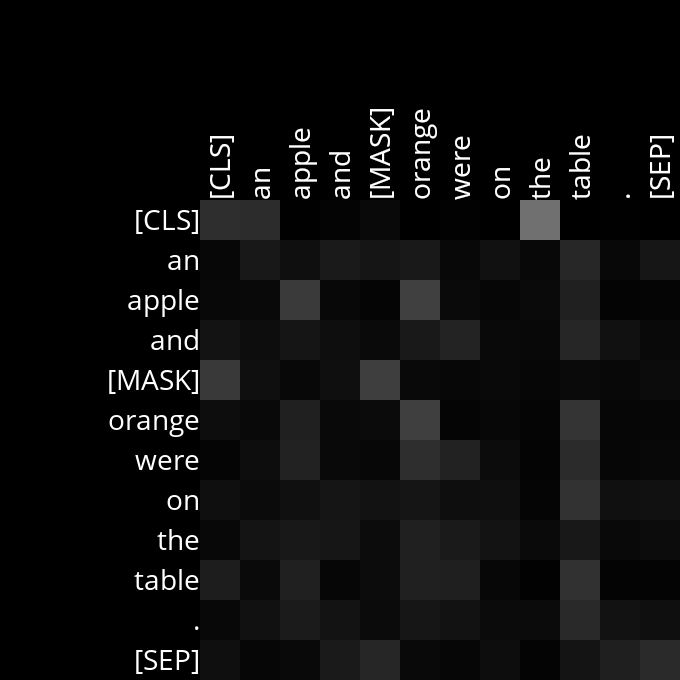 [CLS] an apple and [MASK] orange were on the table . [SEP]
[CLS]
an
apple
and
[MASK]
orange
were
on
the
table
.
[SEP]